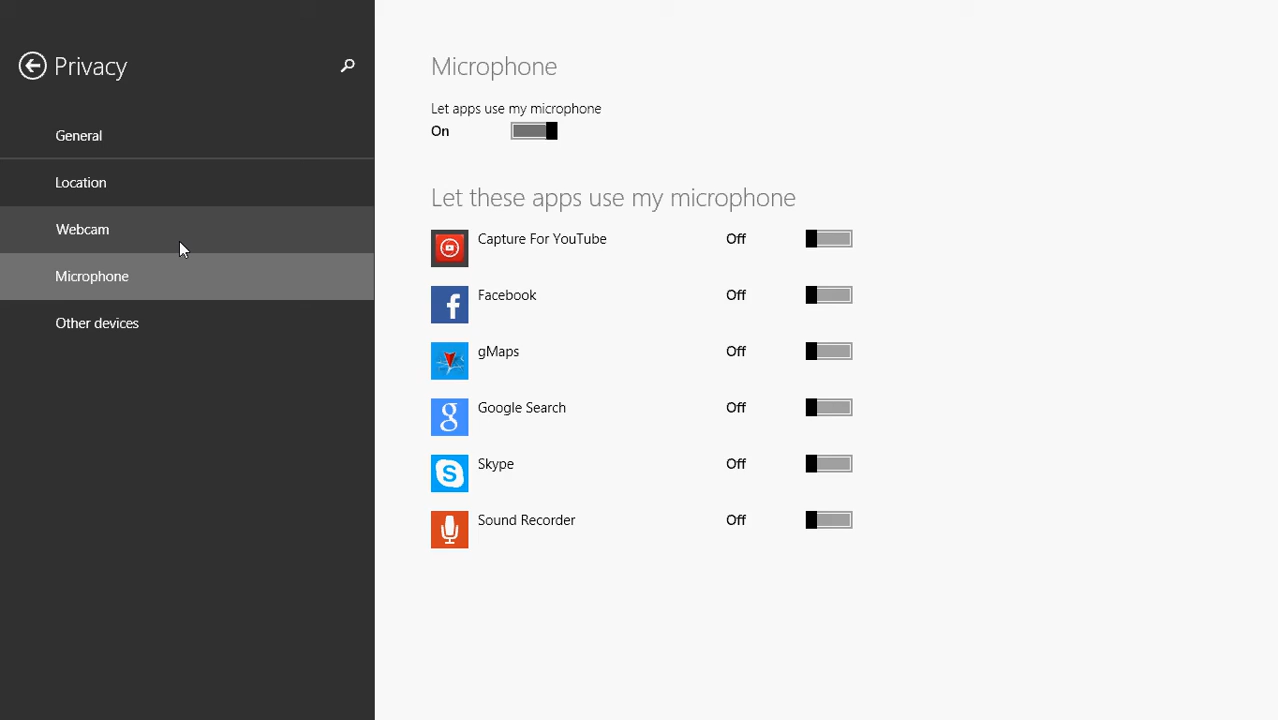 Privacy
General
Location
Webcam
Microphone
Other devices
Microphone
Let apps use my microphone
On
Let these apps use my microphone
Capture For YouTube Off
Facebook Off
gMaps Off
Google Search Off
Skype Off
Sound Recorder Off